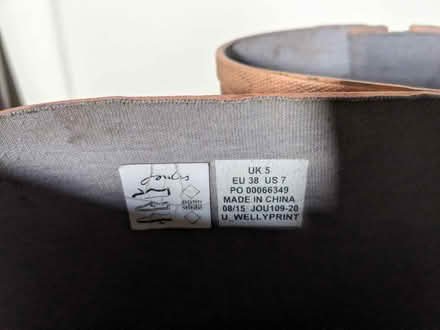 UK 5
EU 38 US 7
PO 00066349
MADE IN CHINA
08/15 JOU109-20
U_WELLYPRINT